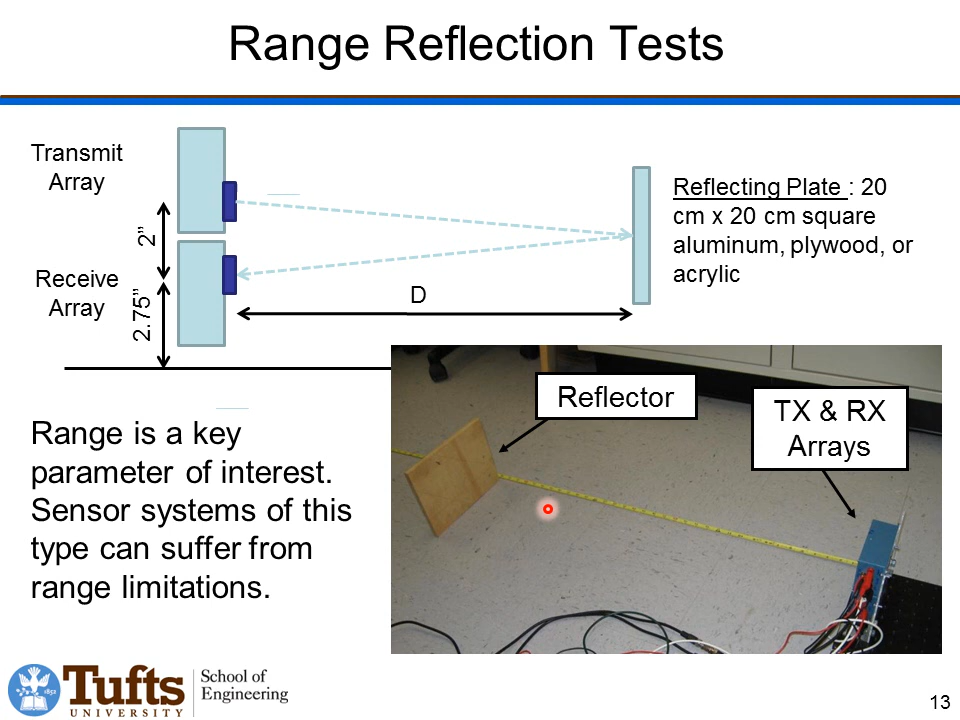 Range Reflection Tests
Transmit
Array
2”
Receive
Array
2.75”
D
Reflecting Plate : 20
cm x 20 cm square
aluminum, plywood, or
acrylic
Range is a key
parameter of interest.
Sensor systems of this
type can suffer from
range limitations.
Reflector
TX & RX
Arrays
1852
Tufts
UNIVERSITY
School of
Engineering
13